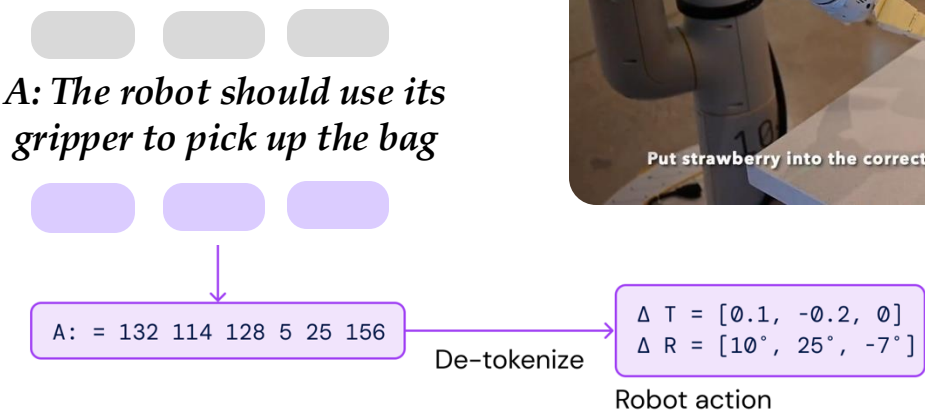 A: The robot should use its
gripper to pick up the bag
Put strawberry into the correct
A: = 132 114 128 5 25 156
De-tokenize
Δ T = [0.1, -0.2, 0]
Δ R = [10°, 25°, -7°]
Robot action